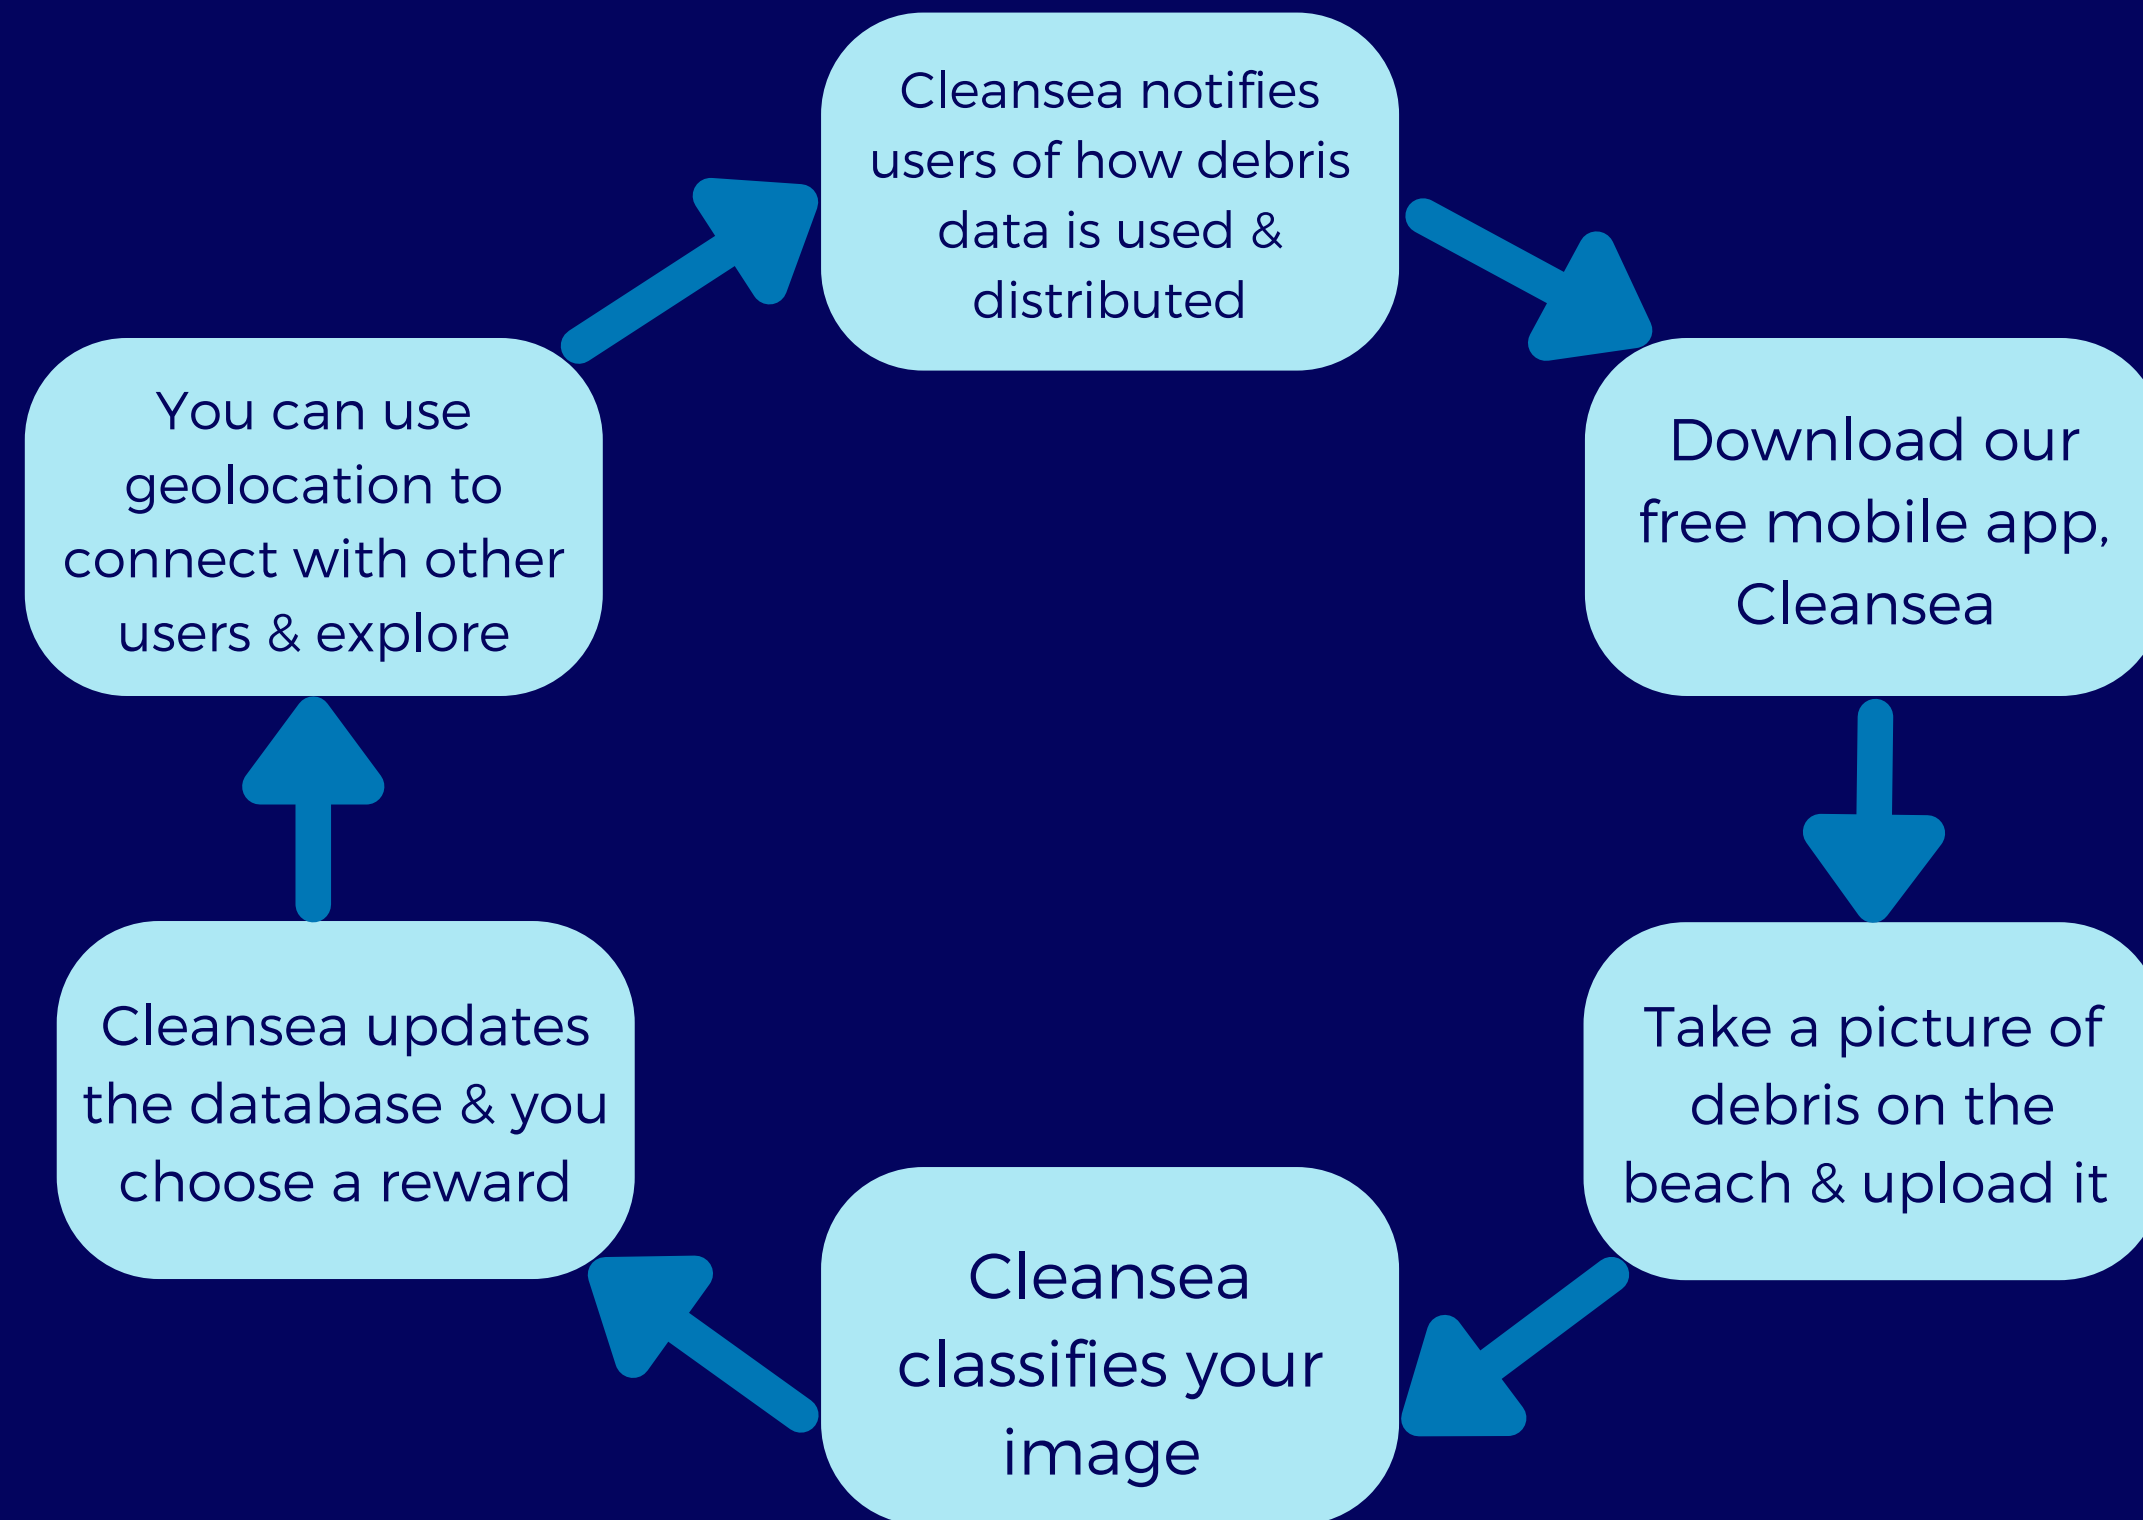 Cleansea notifies
users of how debris
data is used &
distributed
You can use
geolocation to
connect with other
users & explore
Download our
free mobile app,
Cleansea
Cleansea updates
the database & you
choose a reward
Take a picture of
debris on the
beach & upload it
Cleansea
classifies your
image